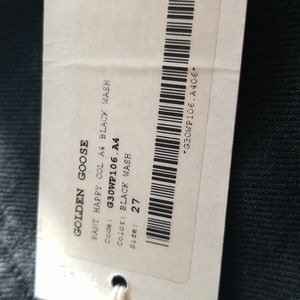 GOLDEN GOOSE
PANT HAPPY COL A4 BLACK WASH
Code: G30WP106.A4
Color: BLACK WASH
Size: 27
*G30WP106.A406*